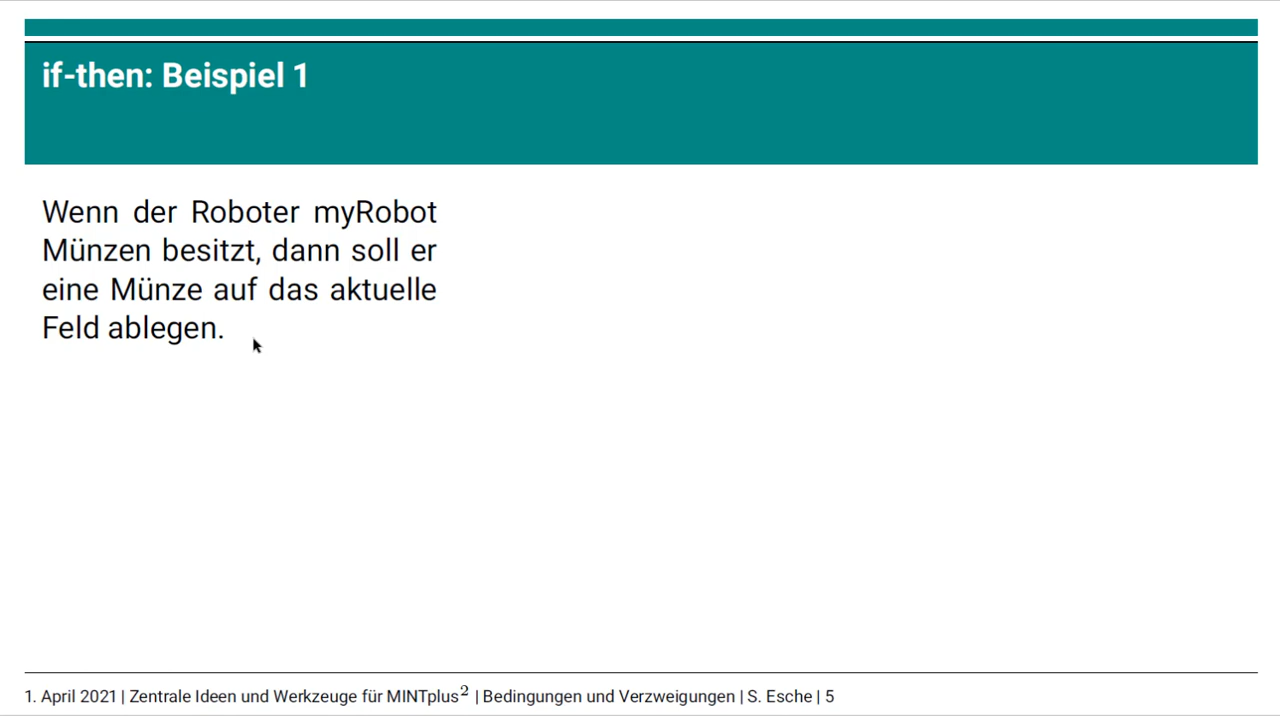 if-then: Beispiel 1
Wenn der Roboter myRobot
Münzen besitzt, dann soll er
eine Münze auf das aktuelle
Feld ablegen.
1. April 2021 | Zentrale Ideen und Werkzeuge für MINTplus² | Bedingungen und Verzweigungen | S. Esche | 5